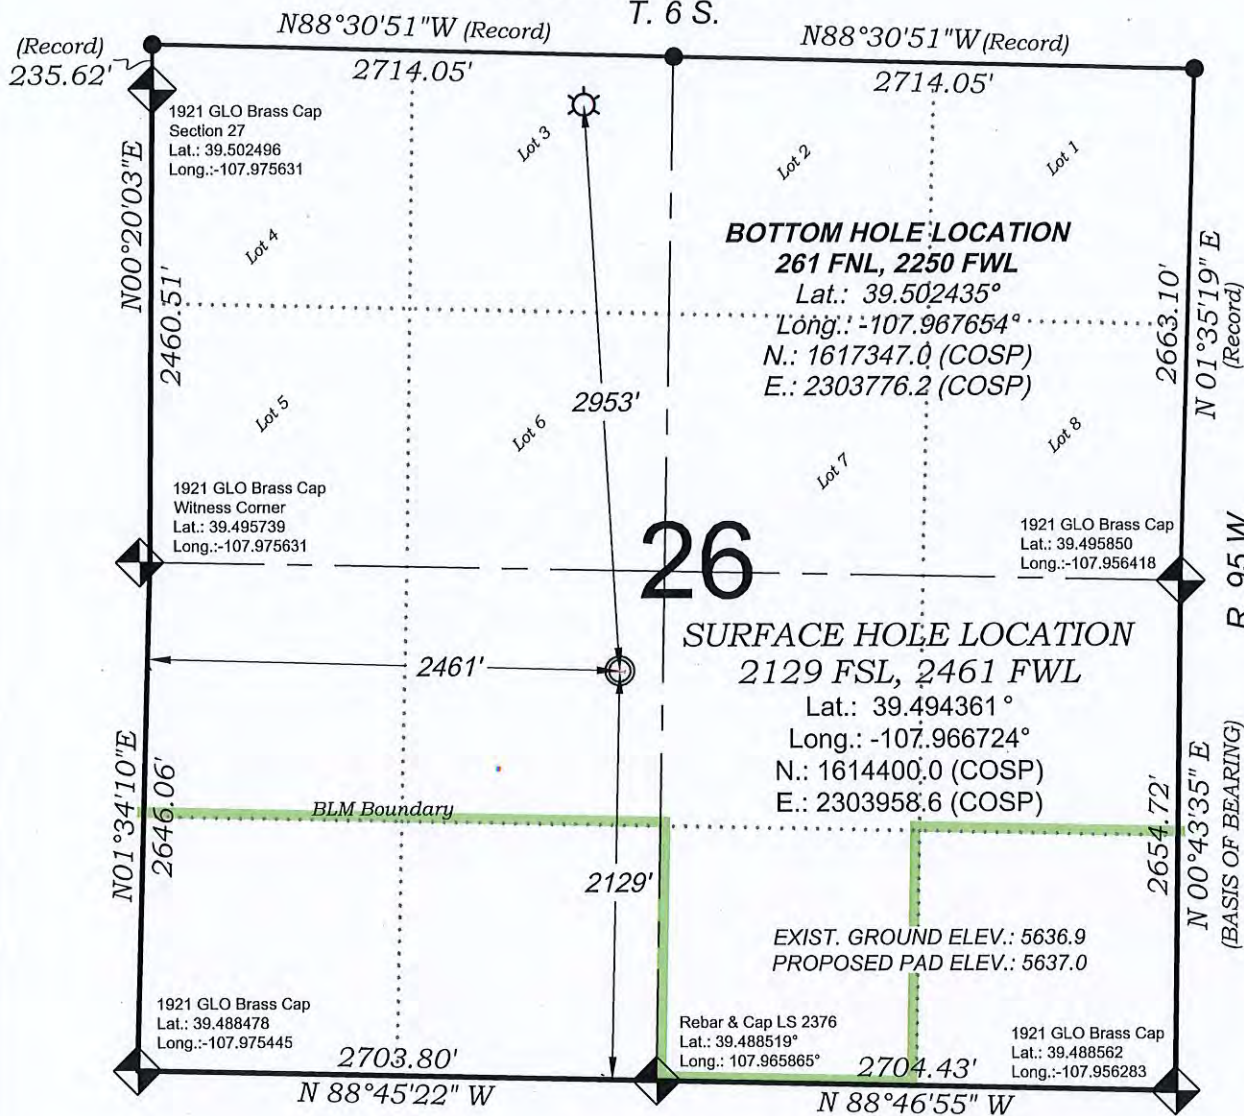 T. 6 S.
N88°30'51"W (Record)
N88°30'51"W (Record)
(Record)
235.62'
2714.05'
2714.05'
1921 GLO Brass Cap
Section 27
Lat.: 39.502496
Long.:-107.975631
Lot 3
Lot 2
Lot 1
N00°20'03"E
Lot 4
BOTTOM HOLE LOCATION
261 FNL, 2250 FWL
Lat.: 39.502435°
Long.: -107.967654°
N.: 1617347.0 (COSP)
E.: 2303776.2 (COSP)
2460.51'
2663.10'
N 01°35'19" E
(Record)
2953'
Lot 5
Lot 6
Lot 7
Lot 8
1921 GLO Brass Cap
Witness Corner
Lat.: 39.495739
Long.:-107.975631
26
1921 GLO Brass Cap
Lat.: 39.495850
Long.:-107.956418
R. 95 W.
SURFACE HOLE LOCATION
2129 FSL, 2461 FWL
Lat.: 39.494361°
Long.: -107.966724°
N.: 1614400.0 (COSP)
E.: 2303958.6 (COSP)
2461'
N01°34'10"E
2646.06'
BLM Boundary
2654.72'
N 00°43'35" E
(BASIS OF BEARING)
2129'
EXIST. GROUND ELEV.: 5636.9
PROPOSED PAD ELEV.: 5637.0
1921 GLO Brass Cap
Lat.: 39.488478
Long.:-107.975445
Rebar & Cap LS 2376
Lat.: 39.488519°
Long.: 107.965865°
1921 GLO Brass Cap
Lat.: 39.488562
Long.:-107.956283
2703.80'
2704.43'
N 88°45'22" W
N 88°46'55" W